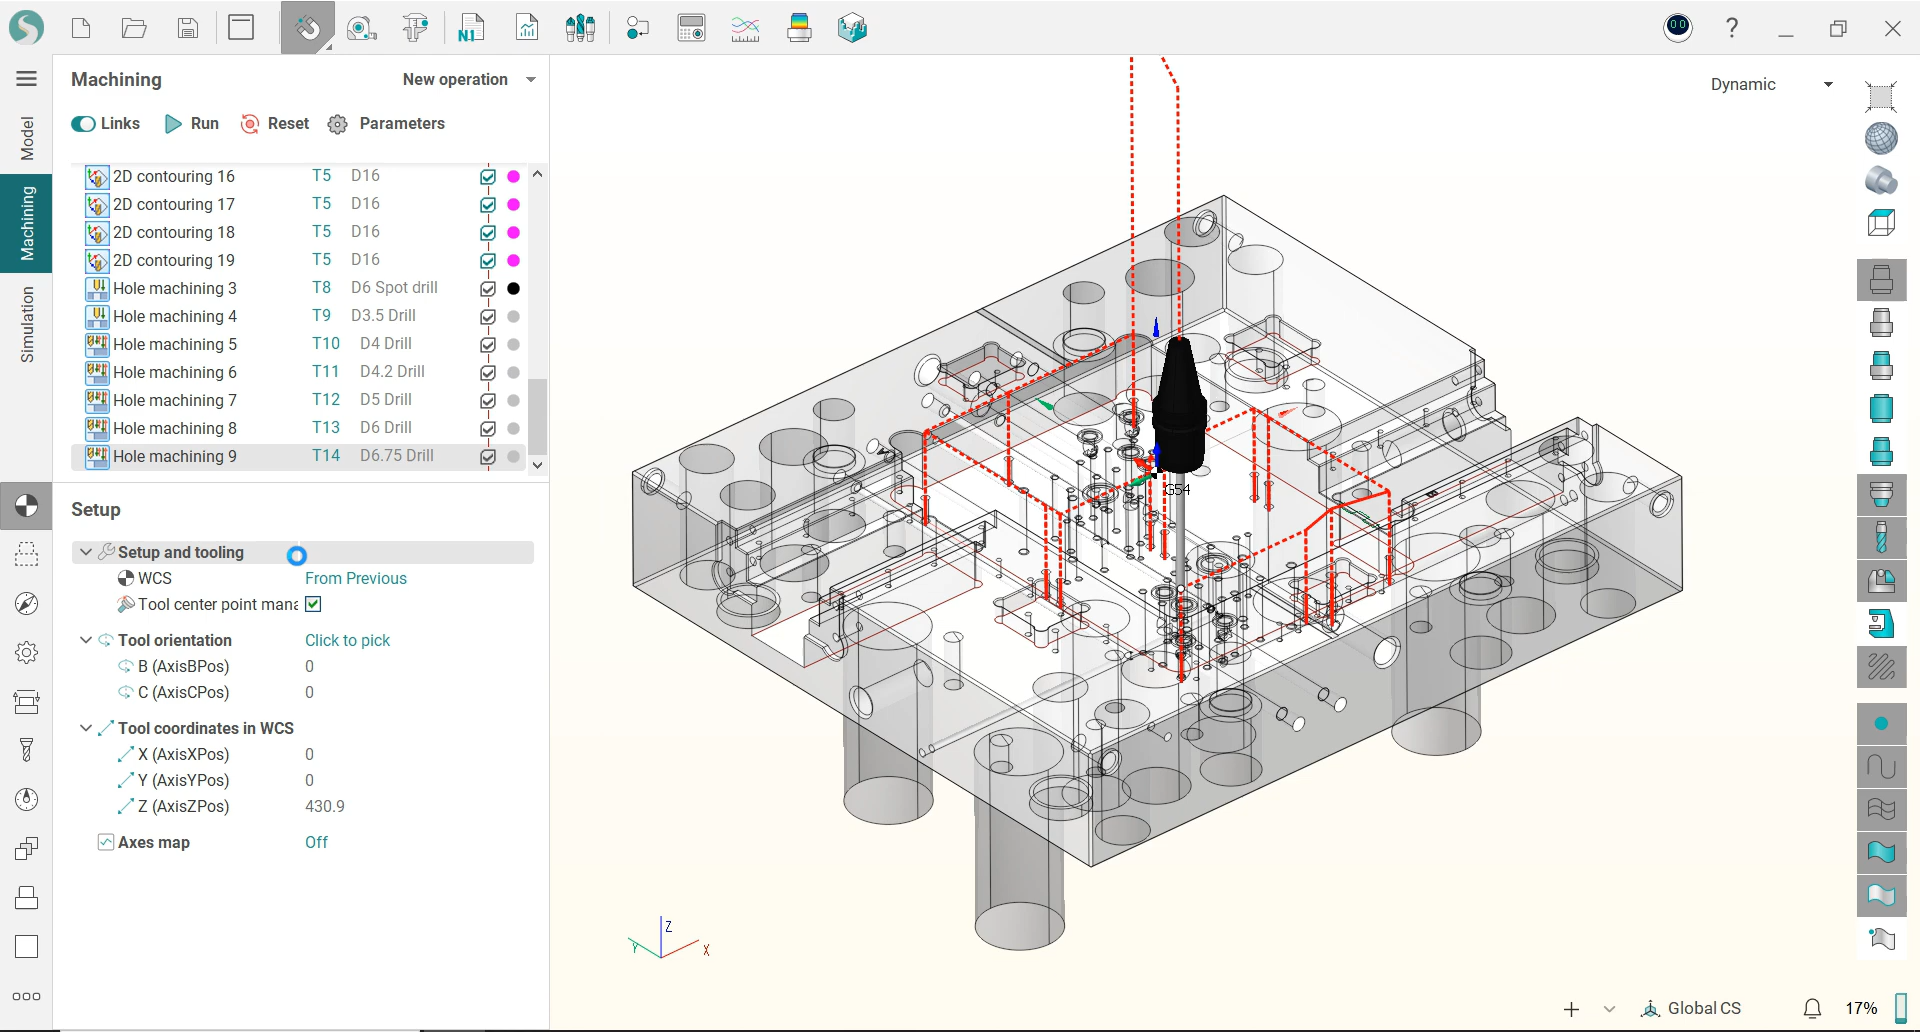 N1
?
Machining
New operation
Dynamic
Links
Run
Reset
Parameters
Model
Machining
Simulation
2D contouring 16 T5 D16
2D contouring 17 T5 D16
2D contouring 18 T5 D16
2D contouring 19 T5 D16
Hole machining 3 T8 D6 Spot drill
Hole machining 4 T9 D3.5 Drill
Hole machining 5 T10 D4 Drill
Hole machining 6 T11 D4.2 Drill
Hole machining 7 T12 D5 Drill
Hole machining 8 T13 D6 Drill
Hole machining 9 T14 D6.75 Drill
G54
Setup
Setup and tooling
WCS From Previous
Tool center point mana
Tool orientation Click to pick
B (AxisBPos) 0
C (AxisCPos) 0
Tool coordinates in WCS
X (AxisXPos) 0
Y (AxisYPos) 0
Z (AxisZPos) 430.9
Axes map Off
Z
Y
X
Global CS
17%